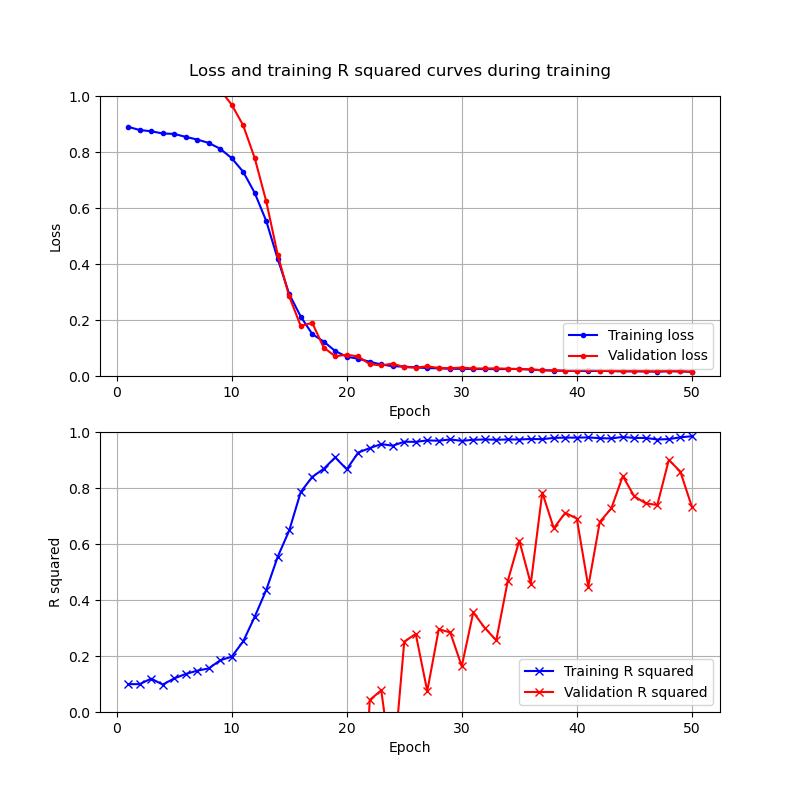 Loss and training R squared curves during training
1.0
0.8
0.6
0.4
0.2
0.0
Loss
0
10
20
30
40
50
Epoch
Training loss
Validation loss
1.0
0.8
0.6
0.4
0.2
0.0
R squared
0
10
20
30
40
50
Epoch
Training R squared
Validation R squared